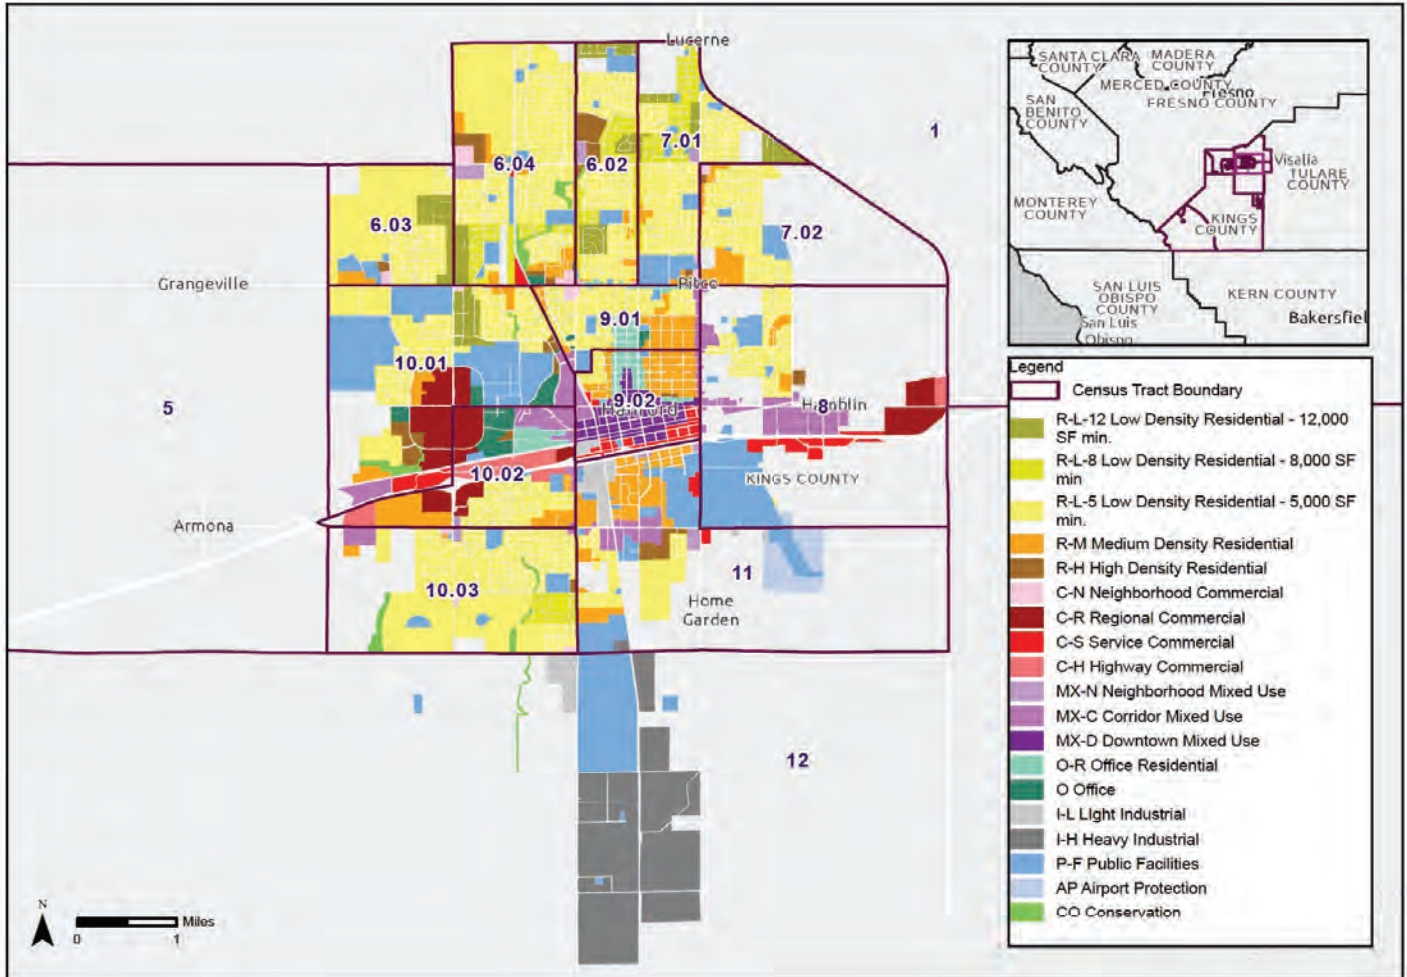 Lucerne
1
7.01
6.04
6.02
6.03
7.02
Grangeville
9.01
10.01
5
9.02
Hanford
8
10.02
KINGS COUNTY
Armona
11
10.03
Home
Garden
12
N
0
1
Miles
SANTA CLARA
COUNTY
MADERA
COUNTY
MERCED COUNTY
Fresno
FRESNO COUNTY
SAN
BENITO
COUNTY
Visalia
TULARE
COUNTY
MONTEREY
COUNTY
KINGS
COUNTY
SAN LUIS
OBISPO
COUNTY
KERN COUNTY
San Luis
Obispo
Bakersfiel
Legend
Census Tract Boundary
R-L-12 Low Density Residential - 12,000
SF min.
R-L-8 Low Density Residential - 8,000 SF
min
R-L-5 Low Density Residential - 5,000 SF
min.
R-M Medium Density Residential
R-H High Density Residential
C-N Neighborhood Commercial
C-R Regional Commercial
C-S Service Commercial
C-H Highway Commercial
MX-N Neighborhood Mixed Use
MX-C Corridor Mixed Use
MX-D Downtown Mixed Use
O-R Office Residential
O Office
I-L Light Industrial
I-H Heavy Industrial
P-F Public Facilities
AP Airport Protection
CO Conservation